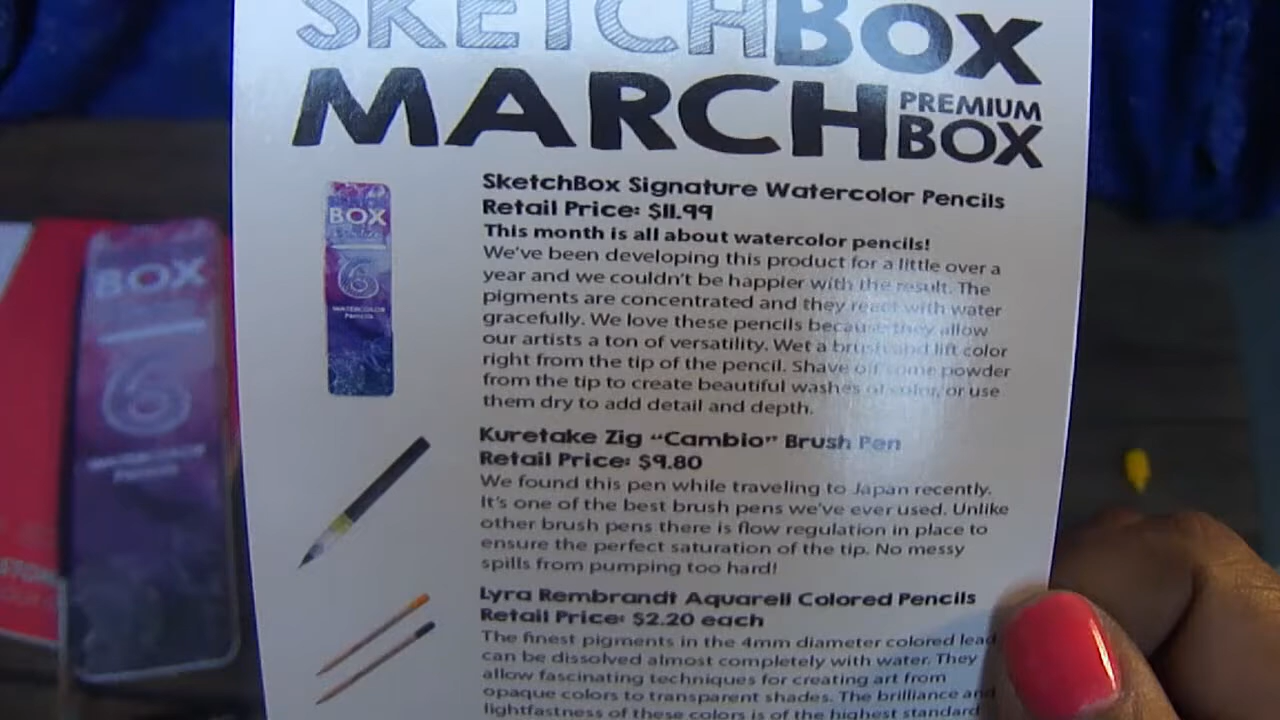 SKETCHBOX
MARCH PREMIUM BOX
SketchBox Signature Watercolor Pencils
Retail Price: $11.99
This month is all about watercolor pencils!
We've been developing this product for a little over a
year and we couldn't be happier with the result. The
pigments are concentrated and they react with water
gracefully. We love these pencils because they allow
our artists a ton of versatility. Wet a brush and lift color
right from the tip of the pencil. Shave off some powder
from the tip to create beautiful washes of color, or use
them dry to add detail and depth.
BOX
6
WATERCOLOR
Pencils
Kuretake Zig "Cambio" Brush Pen
Retail Price: $9.80
We found this pen while traveling to Japan recently.
It's one of the best brush pens we've ever used. Unlike
other brush pens there is flow regulation in place to
ensure the perfect saturation of the tip. No messy
spills from pumping too hard!
Lyra Rembrandt Aquarell Colored Pencils
Retail Price: $2.20 each
The finest pigments in the 4mm diameter colored lead
can be dissolved almost completely with water. They
allow fascinating techniques for creating art from
opaque colors to transparent shades. The brilliance and
lightfastness of these colors is of the highest standard
BOX
6
WATERCOLOR
Pencils